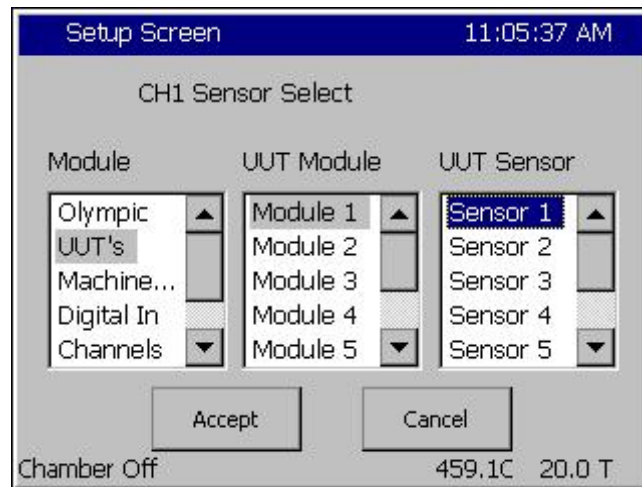 Setup Screen 11:05:37 AM
CH1 Sensor Select
Module UUT Module UUT Sensor
Olympic Module 1 Sensor 1
UUT's Module 2 Sensor 2
Machine... Module 3 Sensor 3
Digital In Module 4 Sensor 4
Channels Module 5 Sensor 5
Accept Cancel
Chamber Off 459.1C 20.0 T